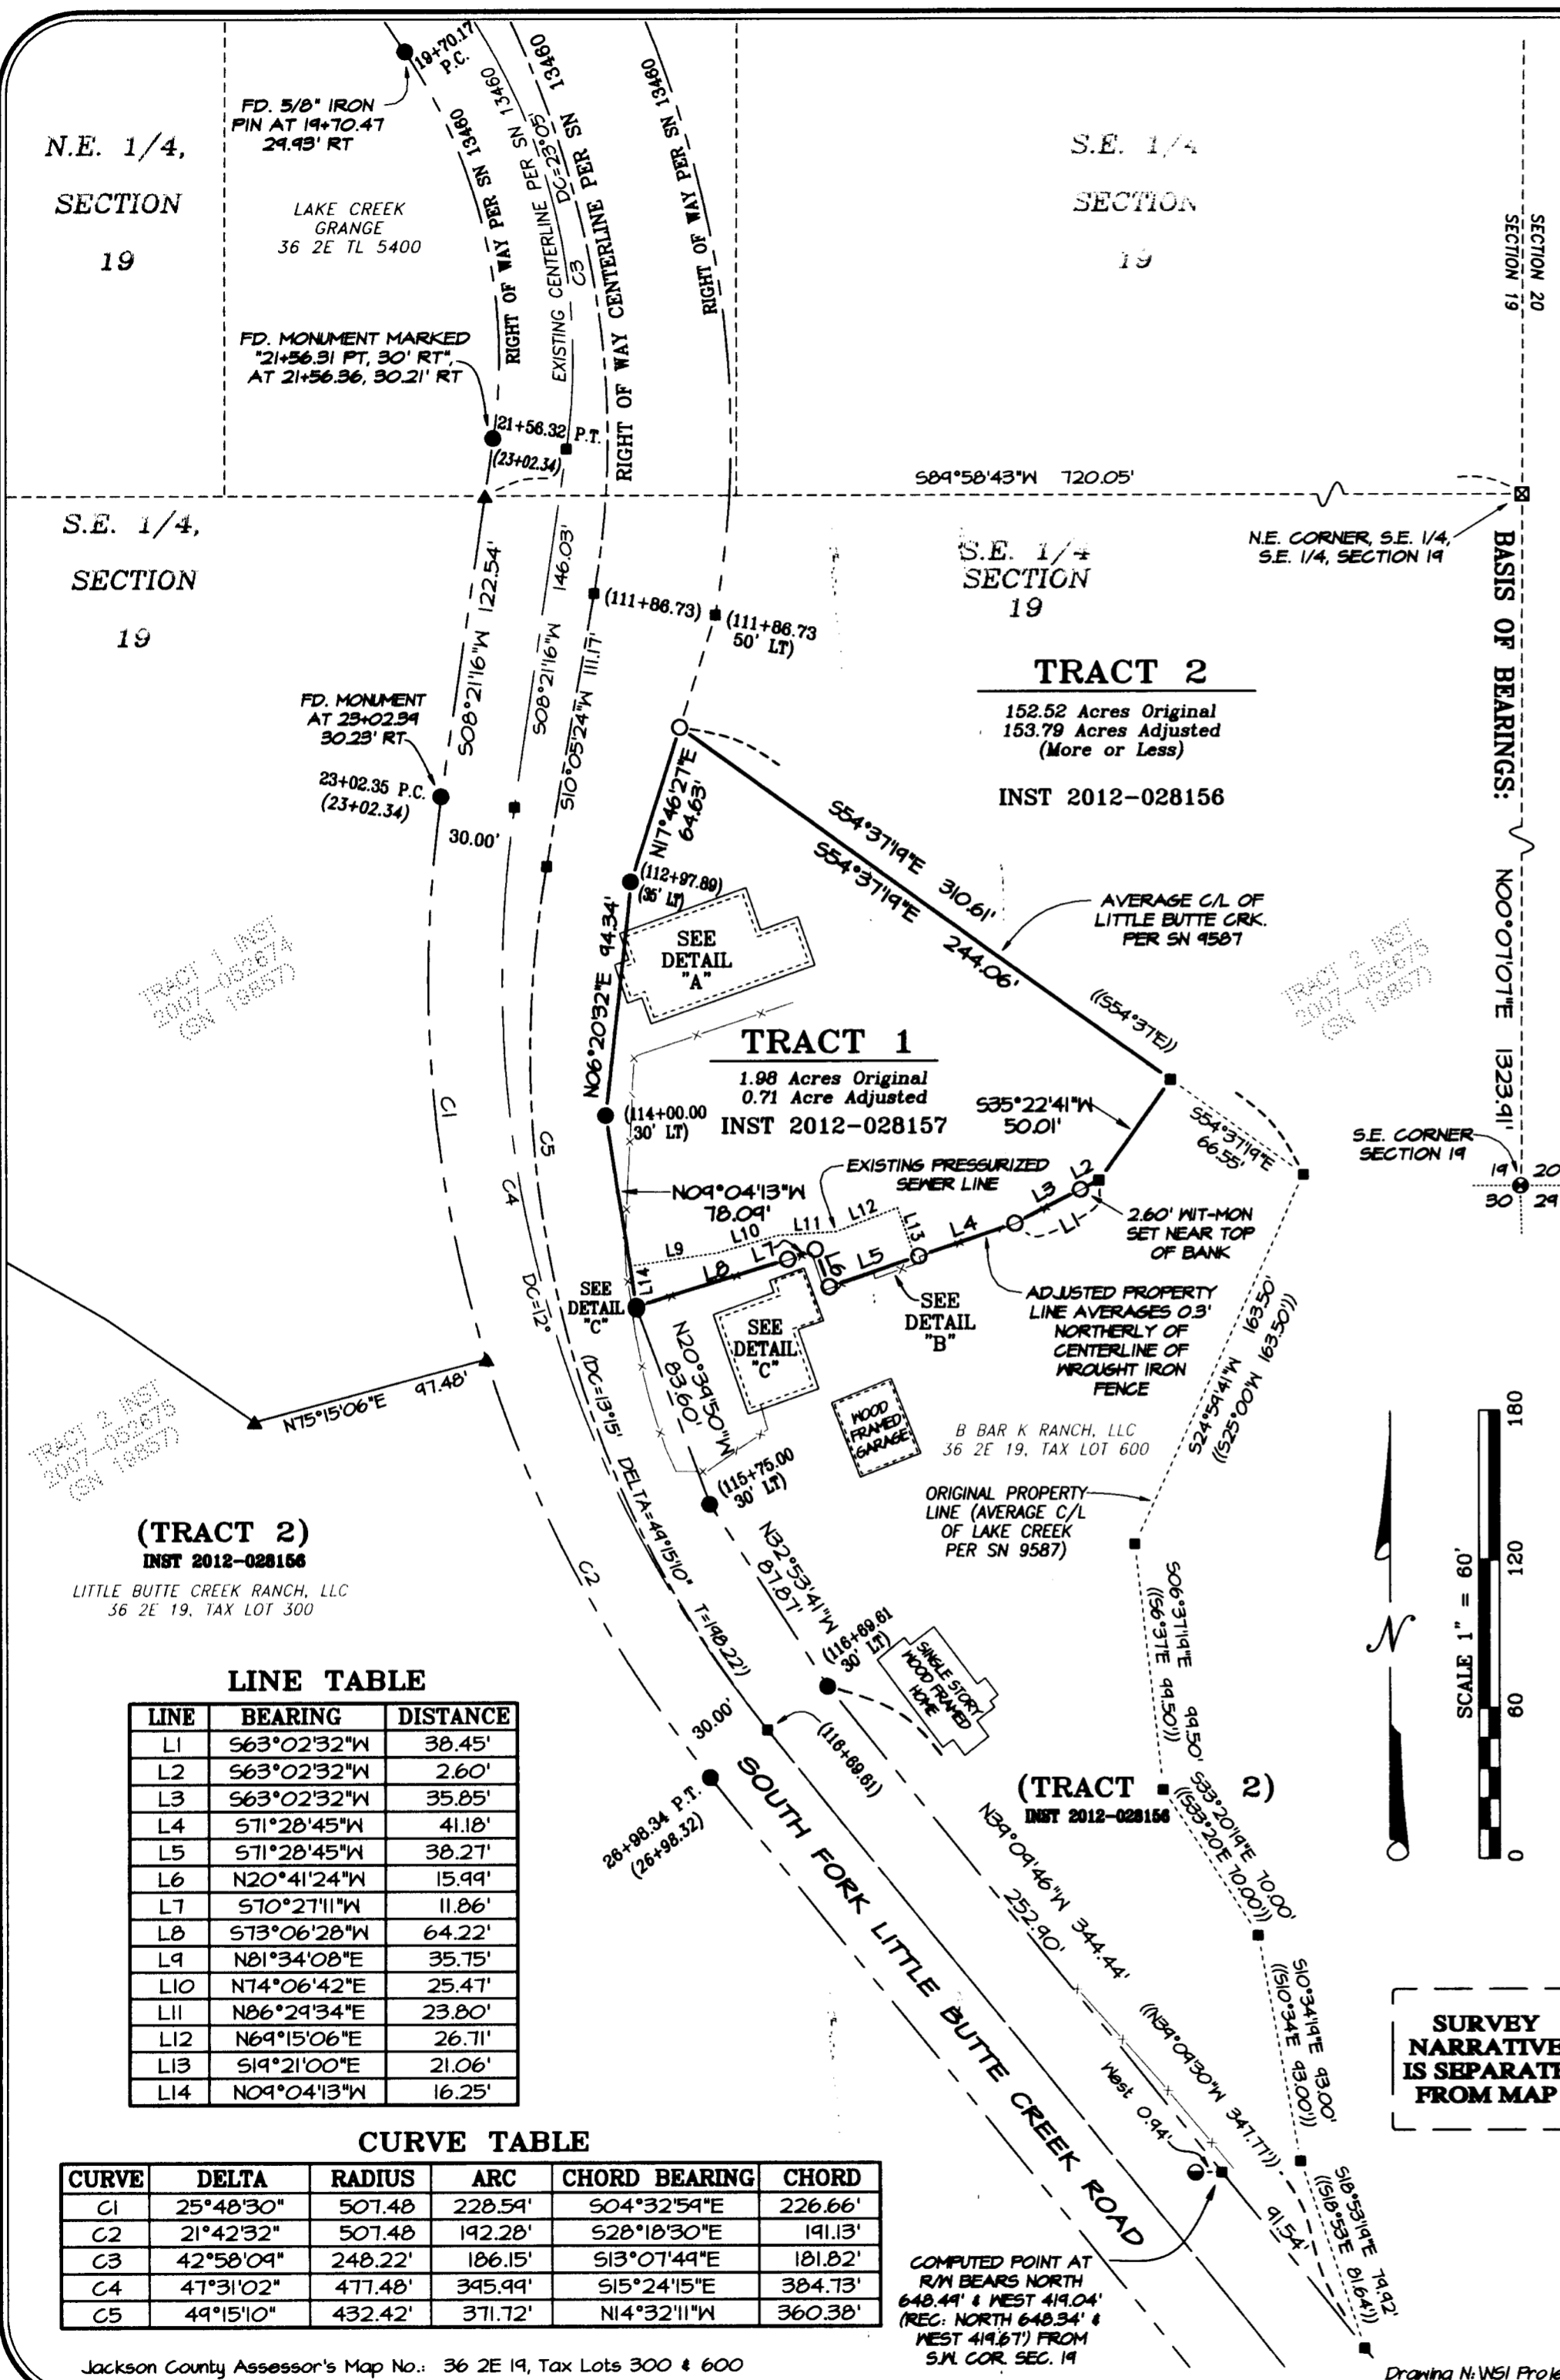 19+70.17
P.C.
FD. 5/8" IRON
PIN AT 19+70.47
29.93' RT
N.E. 1/4,
SECTION
19
LAKE CREEK
GRANGE
36 2E TL 5400
RIGHT OF WAY PER SN 13460
EXISTING CENTERLINE PER SN 13460
DC=23°05'
C3
RIGHT OF WAY CENTERLINE PER SN 13460
RIGHT OF WAY PER SN 13460
S.E. 1/4
SECTION
19
SECTION 20
SECTION 19
FD. MONUMENT MARKED
"21+56.31 PT, 30' RT",
AT 21+56.36, 30.21' RT
21+56.32 P.T.
(23+02.34)
S89°58'43"W 720.05'
N.E. CORNER, S.E. 1/4,
S.E. 1/4, SECTION 19
S.E. 1/4,
SECTION
19
S.E. 1/4
SECTION
19
BASIS OF BEARINGS:
N00°07'07"E 1323.91'
S08°21'16"W 122.54'
S08°21'16"W 146.03'
S10°05'24"W 111.17'
(111+86.73)
(111+86.73
50' LT)
TRACT 2
152.52 Acres Original
153.79 Acres Adjusted
(More or Less)
INST 2012-028156
FD. MONUMENT
AT 23+02.39
30.23' RT
23+02.35 P.C.
(23+02.34)
30.00'
N17°46'27"E
64.63'
S54°37'19"E 310.61'
S54°37'19"E 244.06'
(112+97.89)
(35' LT)
AVERAGE C/L OF
LITTLE BUTTE CRK.
PER SN 9587
SEE
DETAIL
"A"
N06°20'32"E 94.34'
TRACT 1 INST
2007-052674
(SN 19857)
TRACT 2 INST
2007-052675
(SN 19857)
((S54°37'E))
TRACT 1
1.98 Acres Original
0.71 Acre Adjusted
INST 2012-028157
(114+00.00
30' LT)
S35°22'41"W
50.01'
S54°37'19"E
66.55'
S.E. CORNER
SECTION 19
19 20
30 29
C1
C5
C4
EXISTING PRESSURIZED
SEWER LINE
N09°04'13"W
78.09'
L2
L3
L1
L4
L13
L12
L11
L10
L9
L7
L8
L6
L5
L14
2.60' WIT-MON
SET NEAR TOP
OF BANK
SEE
DETAIL
"C"
SEE
DETAIL
"C"
SEE
DETAIL
"B"
ADJUSTED PROPERTY
LINE AVERAGES 0.3'
NORTHERLY OF
CENTERLINE OF
WROUGHT IRON
FENCE
DC=12°
(DC=13°15' DELTA=49°15'10" T=198.22')
N20°39'50"W
83.60'
S24°59'41"W 163.50'
((S25°00'W 163.50'))
N75°15'06"E 97.48'
TRACT 2 INST
2007-052675
(SN 19857)
WOOD
FRAMED
GARAGE
B BAR K RANCH, LLC
36 2E 19, TAX LOT 600
(115+75.00
30' LT)
ORIGINAL PROPERTY
LINE (AVERAGE C/L
OF LAKE CREEK
PER SN 9587)
(TRACT 2)
INST 2012-028156
LITTLE BUTTE CREEK RANCH, LLC
36 2E 19, TAX LOT 300
C2
N32°53'41"W
87.87'
(116+69.61
30' LT)
SINGLE STORY
WOOD FRAMED
HOME
S06°37'19"E 99.50'
((S6°37'E 99.50'))
N
SCALE 1" = 60'
0 60 120 180
30.00'
(116+69.61)
26+98.34 P.T.
(26+98.32)
(TRACT 2)
INST 2012-028156
S33°20'19"E 70.00'
((S33°20'E 70.00'))
SOUTH FORK LITTLE BUTTE CREEK ROAD
N39°09'46"W 344.44'
252.90'
((N39°09'30"W 347.77'))
S10°34'19"E 93.00'
((S10°34'E 93.00'))
West 0.94'
91.54'
S18°53'19"E 79.92'
((S18°53'E 81.64'))
SURVEY
NARRATIVE
IS SEPARATE
FROM MAP
COMPUTED POINT AT
R/W BEARS NORTH
648.49' & WEST 419.04'
(REC: NORTH 648.34' &
WEST 419.67') FROM
S.W. COR. SEC. 19
LINE TABLE
LINE BEARING DISTANCE
L1 S63°02'32"W 38.45'
L2 S63°02'32"W 2.60'
L3 S63°02'32"W 35.85'
L4 S71°28'45"W 41.18'
L5 S71°28'45"W 38.27'
L6 N20°41'24"W 15.99'
L7 S70°27'11"W 11.86'
L8 S73°06'28"W 64.22'
L9 N81°34'08"E 35.75'
L10 N74°06'42"E 25.47'
L11 N86°29'34"E 23.80'
L12 N69°15'06"E 26.71'
L13 S19°21'00"E 21.06'
L14 N09°04'13"W 16.25'
CURVE TABLE
CURVE DELTA RADIUS ARC CHORD BEARING CHORD
C1 25°48'30" 507.48 228.59' S04°32'59"E 226.66'
C2 21°42'32" 507.48 192.28' S28°18'30"E 191.13'
C3 42°58'09" 248.22' 186.15' S13°07'49"E 181.82'
C4 47°31'02" 477.48' 395.99' S15°24'15"E 384.73'
C5 49°15'10" 432.42' 371.72' N14°32'11"W 360.38'
Jackson County Assessor's Map No.: 36 2E 19, Tax Lots 300 & 600
Drawing N: WSI Proje